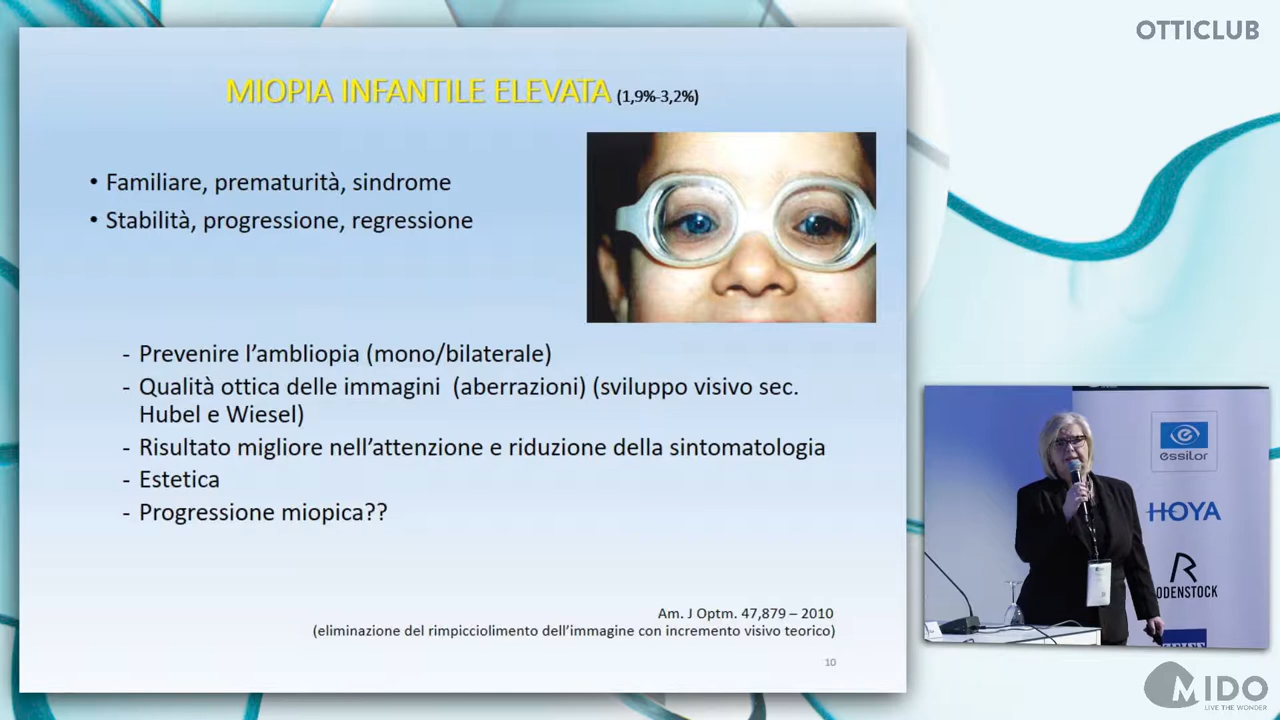 OTTICLUB
MIOPIA INFANTILE ELEVATA (1,9%-3,2%)
• Familiare, prematurità, sindrome
• Stabilità, progressione, regressione
- Prevenire l’ambliopia (mono/bilaterale)
- Qualità ottica delle immagini (aberrazioni) (sviluppo visivo sec.
Hubel e Wiesel)
- Risultato migliore nell’attenzione e riduzione della sintomatologia
- Estetica
- Progressione miopica??
Am. J Optm. 47,879 – 2010
(eliminazione del rimpicciolimento dell’immagine con incremento visivo teorico)
10
essilor
HOYA
R
ODENSTOCK
MIDO
LIVE THE WONDER